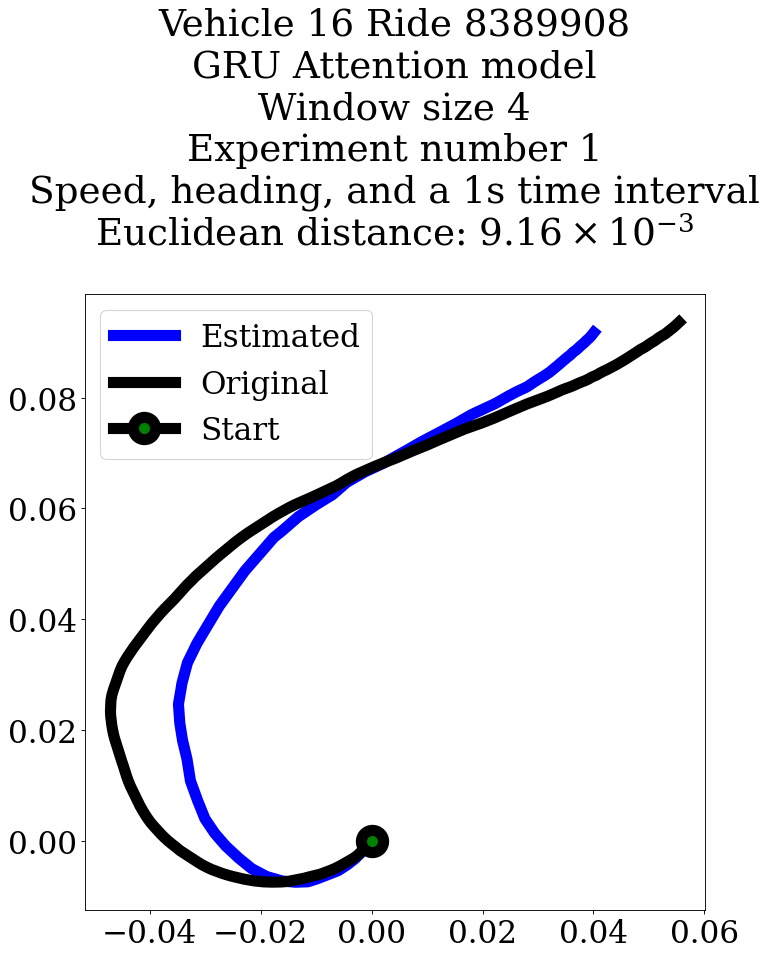 Vehicle 16 Ride 8389908
GRU Attention model
Window size 4
Experiment number 1
Speed, heading, and a 1s time interval
Euclidean distance: 9.16 × 10⁻³
Estimated
Original
Start
0.08
0.06
0.04
0.02
0.00
−0.04 −0.02 0.00 0.02 0.04 0.06